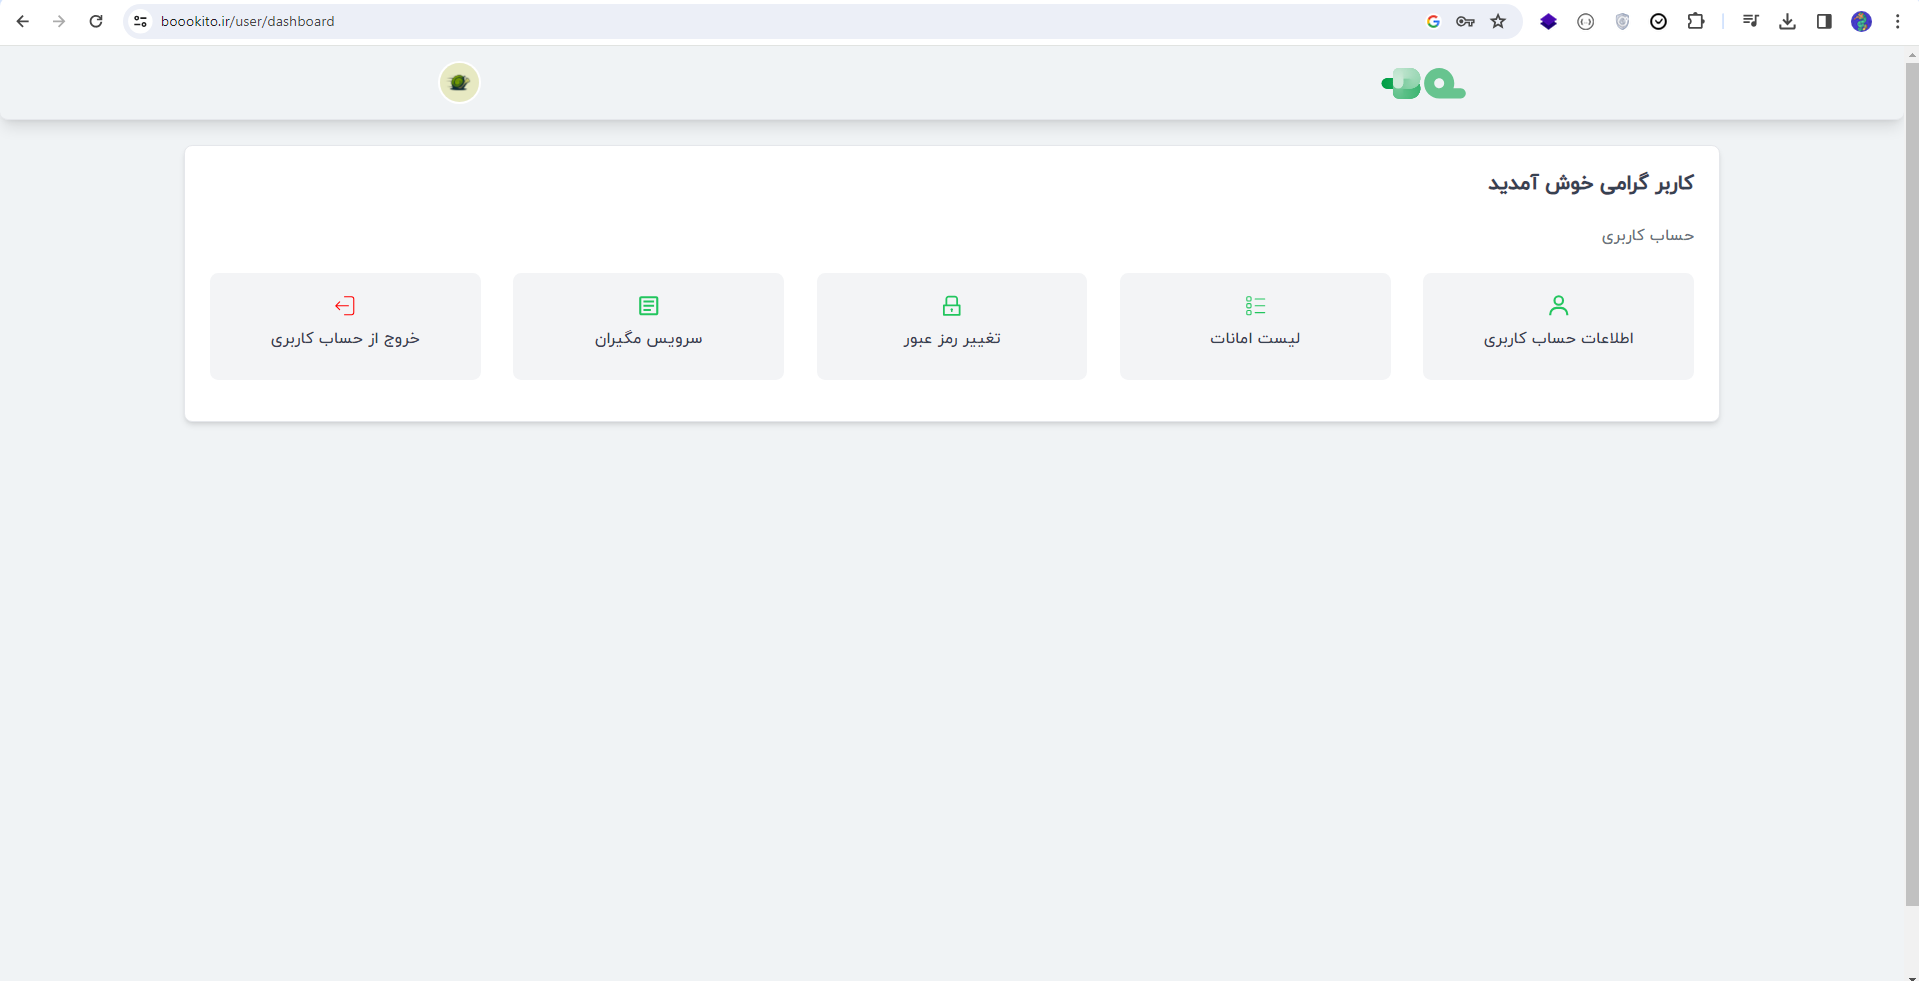 boookito.ir/user/dashboard
کاربر گرامی خوش آمدید
حساب کاربری
اطلاعات حساب کاربری
لیست امانات
تغییر رمز عبور
سرویس مگیران
خروج از حساب کاربری